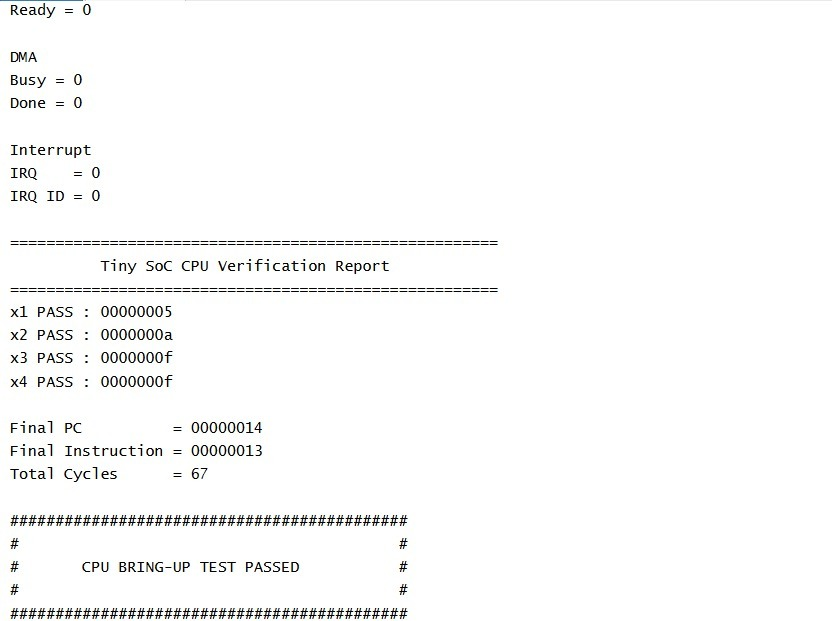 Ready = 0

DMA
Busy = 0
Done = 0

Interrupt
IRQ    = 0
IRQ ID = 0

======================================================
          Tiny SoC CPU Verification Report
======================================================
x1 PASS : 00000005
x2 PASS : 0000000a
x3 PASS : 0000000f
x4 PASS : 0000000f

Final PC          = 00000014
Final Instruction = 00000013
Total Cycles      = 67

############################################
#                                          #
#       CPU BRING-UP TEST PASSED           #
#                                          #
############################################